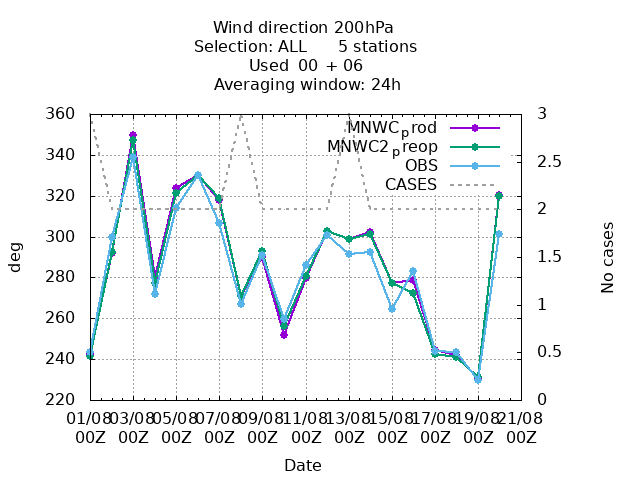 Wind direction 200hPa
Selection: ALL 5 stations
Used 00 + 06
Averaging window: 24h
MNWC_prod
MNWC2_preop
OBS
CASES
360
340
320
300
280
260
240
220
3
2.5
2
1.5
1
0.5
0
deg
No cases
01/08 03/08 05/08 07/08 09/08 11/08 13/08 15/08 17/08 19/08 21/08
00Z 00Z 00Z 00Z 00Z 00Z 00Z 00Z 00Z 00Z 00Z
Date